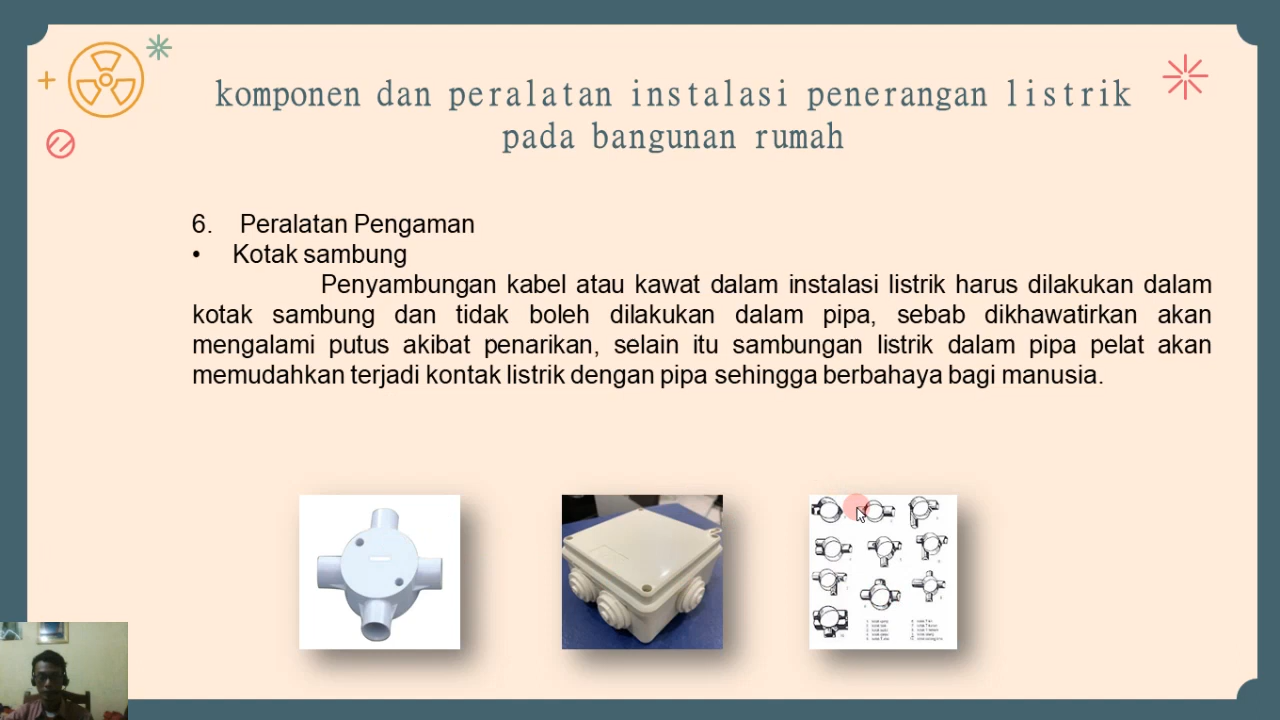 komponen dan peralatan instalasi penerangan listrik
pada bangunan rumah
6. Peralatan Pengaman
• Kotak sambung
Penyambungan kabel atau kawat dalam instalasi listrik harus dilakukan dalam
kotak sambung dan tidak boleh dilakukan dalam pipa, sebab dikhawatirkan akan
mengalami putus akibat penarikan, selain itu sambungan listrik dalam pipa pelat akan
memudahkan terjadi kontak listrik dengan pipa sehingga berbahaya bagi manusia.